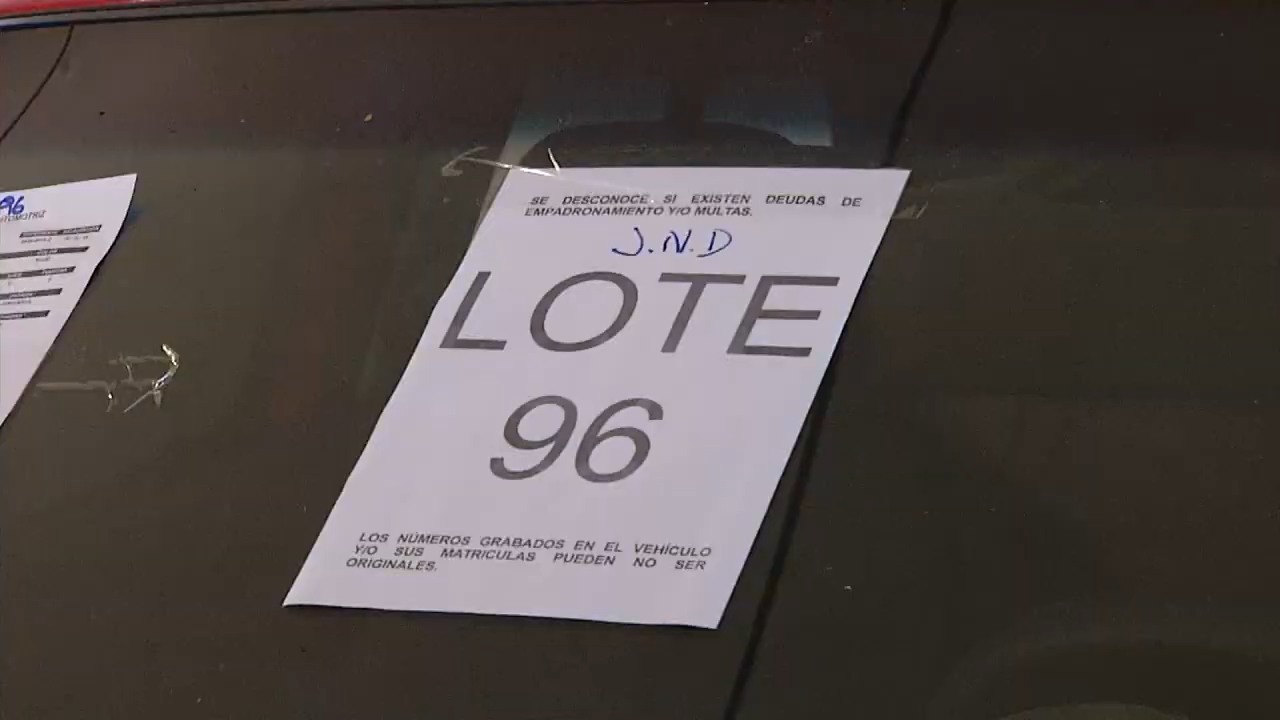 96
SE DESCONOCE SI EXISTEN DEUDAS DE
EMPADRONAMIENTO Y/O MULTAS.
J.N.D
LOTE
96
LOS NÚMEROS GRABADOS EN EL VEHÍCULO
Y/O SUS MATRICULAS PUEDEN NO SER
ORIGINALES.